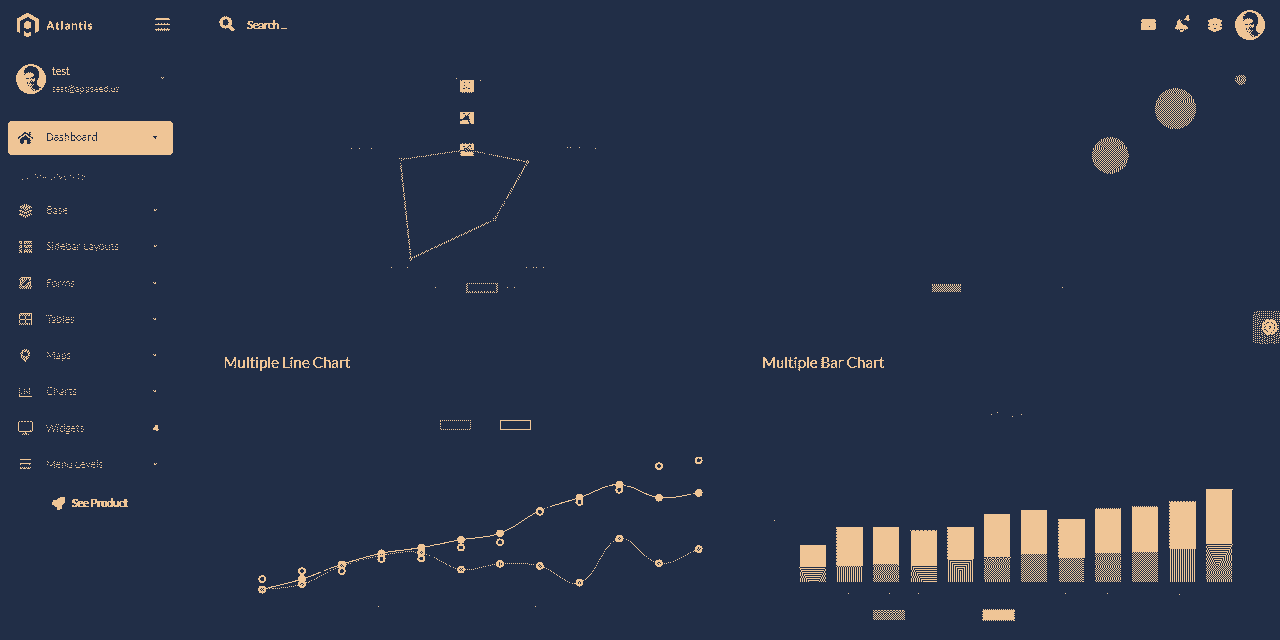 Atlantis
Search ...
4
test
test@appseed.us
Dashboard
Base
Sidebar Layouts
Forms
Tables
Maps
Charts
Widgets 4
Menu Levels
See Product
Multiple Line Chart
Multiple Bar Chart